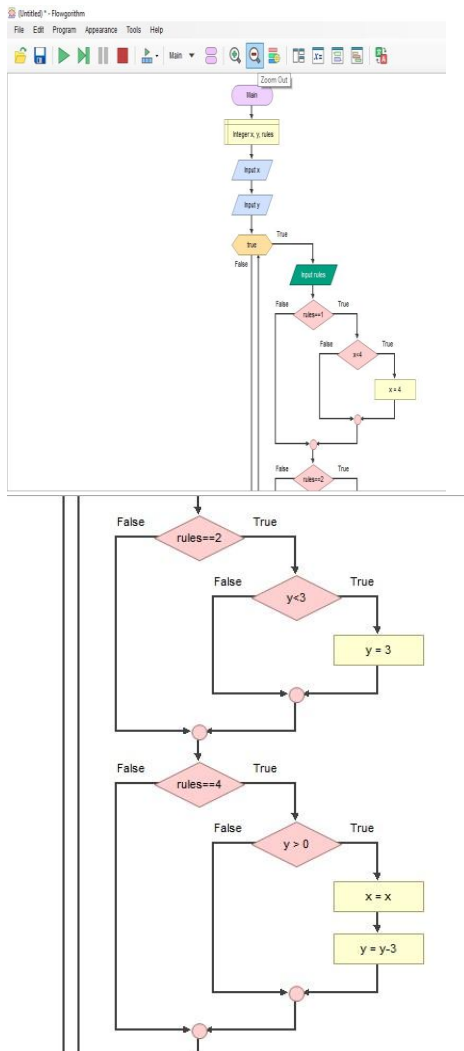 (Untitled) * - Flowgorithm
File Edit Program Appearance Tools Help
Main
Zoom Out
Main
Integer x, y, rules
Input x
Input y
true
True
False
Input rules
False
rules==1
True
False
True
x = 4
False
rules==2
True
False
rules==2
True
False
y<3
True
y = 3
False
rules==4
True
False
y > 0
True
x = x
y = y-3